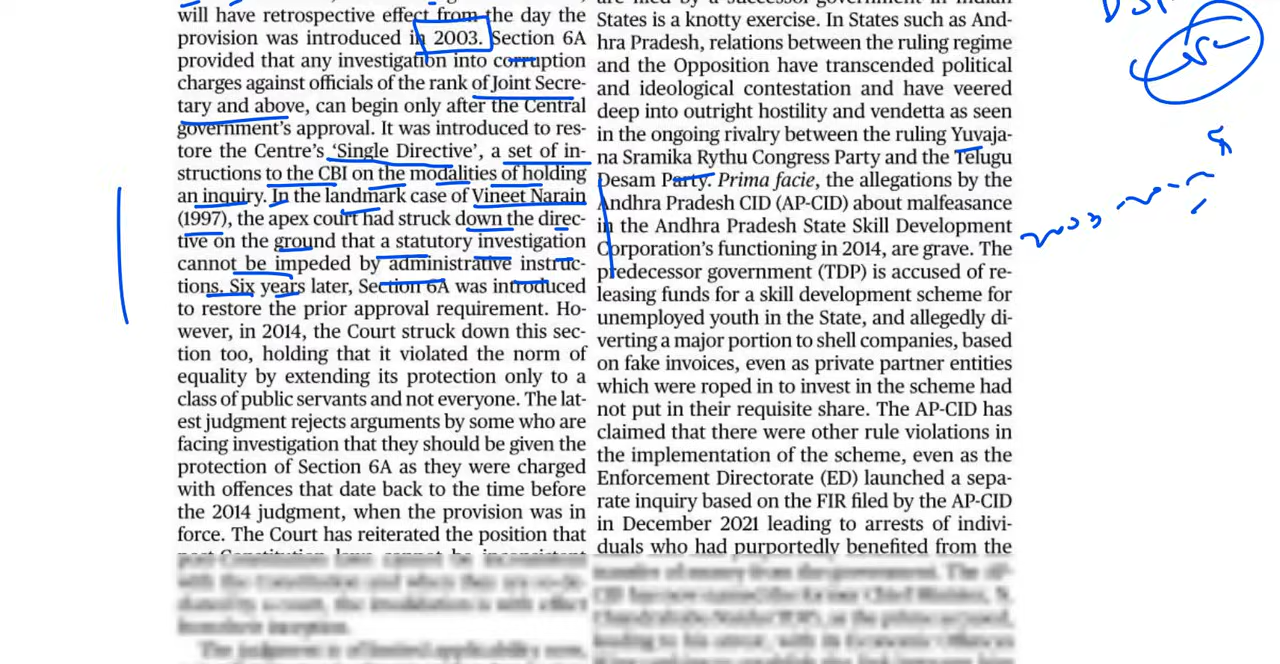 will have retrospective effect from the day the
provision was introduced in 2003. Section 6A
provided that any investigation into corruption
charges against officials of the rank of Joint Secre-
tary and above, can begin only after the Central
government's approval. It was introduced to res-
tore the Centre's 'Single Directive', a set of in-
structions to the CBI on the modalities of holding
an inquiry. In the landmark case of Vineet Narain
(1997), the apex court had struck down the direc-
tive on the ground that a statutory investigation
cannot be impeded by administrative instruc-
tions. Six years later, Section 6A was introduced
to restore the prior approval requirement. Ho-
wever, in 2014, the Court struck down this sec-
tion too, holding that it violated the norm of
equality by extending its protection only to a
class of public servants and not everyone. The lat-
est judgment rejects arguments by some who are
facing investigation that they should be given the
protection of Section 6A as they were charged
with offences that date back to the time before
the 2014 judgment, when the provision was in
force. The Court has reiterated the position that
States is a knotty exercise. In States such as And-
hra Pradesh, relations between the ruling regime
and the Opposition have transcended political
and ideological contestation and have veered
deep into outright hostility and vendetta as seen
in the ongoing rivalry between the ruling Yuvaja-
na Sramika Rythu Congress Party and the Telugu
Desam Party. Prima facie, the allegations by the
Andhra Pradesh CID (AP-CID) about malfeasance
in the Andhra Pradesh State Skill Development
Corporation's functioning in 2014, are grave. The
predecessor government (TDP) is accused of re-
leasing funds for a skill development scheme for
unemployed youth in the State, and allegedly di-
verting a major portion to shell companies, based
on fake invoices, even as private partner entities
which were roped in to invest in the scheme had
not put in their requisite share. The AP-CID has
claimed that there were other rule violations in
the implementation of the scheme, even as the
Enforcement Directorate (ED) launched a sepa-
rate inquiry based on the FIR filed by the AP-CID
in December 2021 leading to arrests of indivi-
duals who had purportedly benefited from the